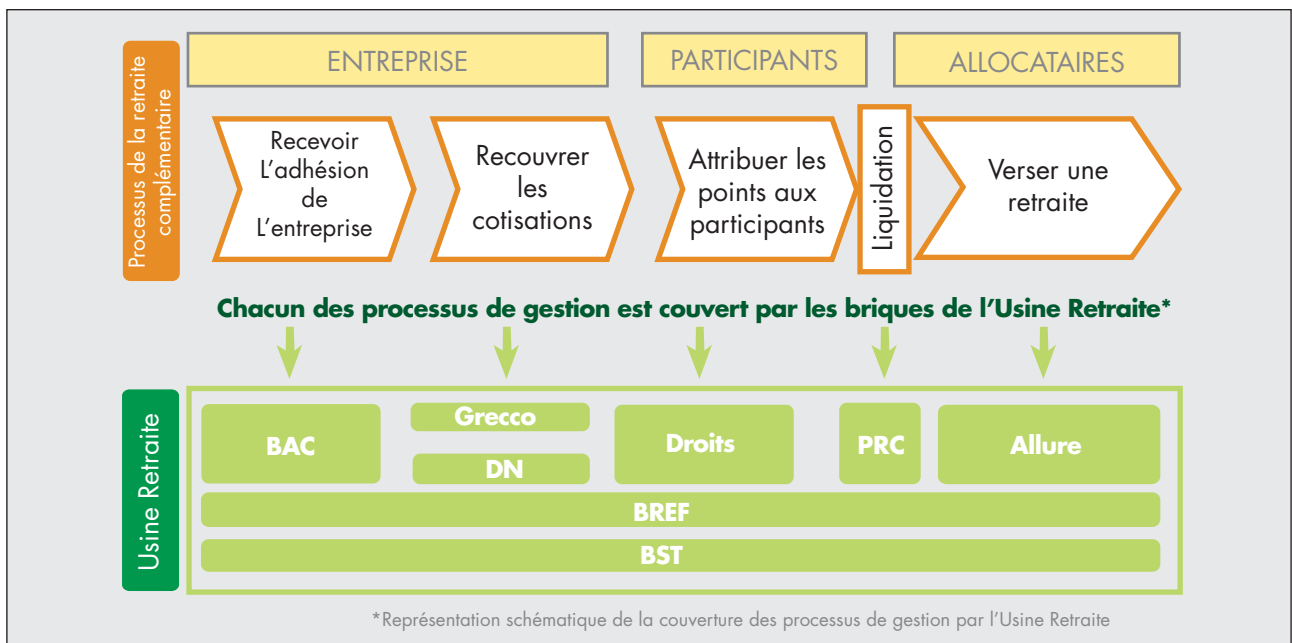 ENTREPRISE
PARTICIPANTS
ALLOCATAIRES
Processus de la retraite
complémentaire
Recevoir
L'adhésion
de
L'entreprise
Recouvrer
les
cotisations
Attribuer les
points aux
participants
Liquidation
Verser une
retraite
Chacun des processus de gestion est couvert par les briques de l'Usine Retraite*
Usine Retraite
BAC
Grecco
DN
Droits
PRC
Allure
BREF
BST
*Représentation schématique de la couverture des processus de gestion par l'Usine Retraite